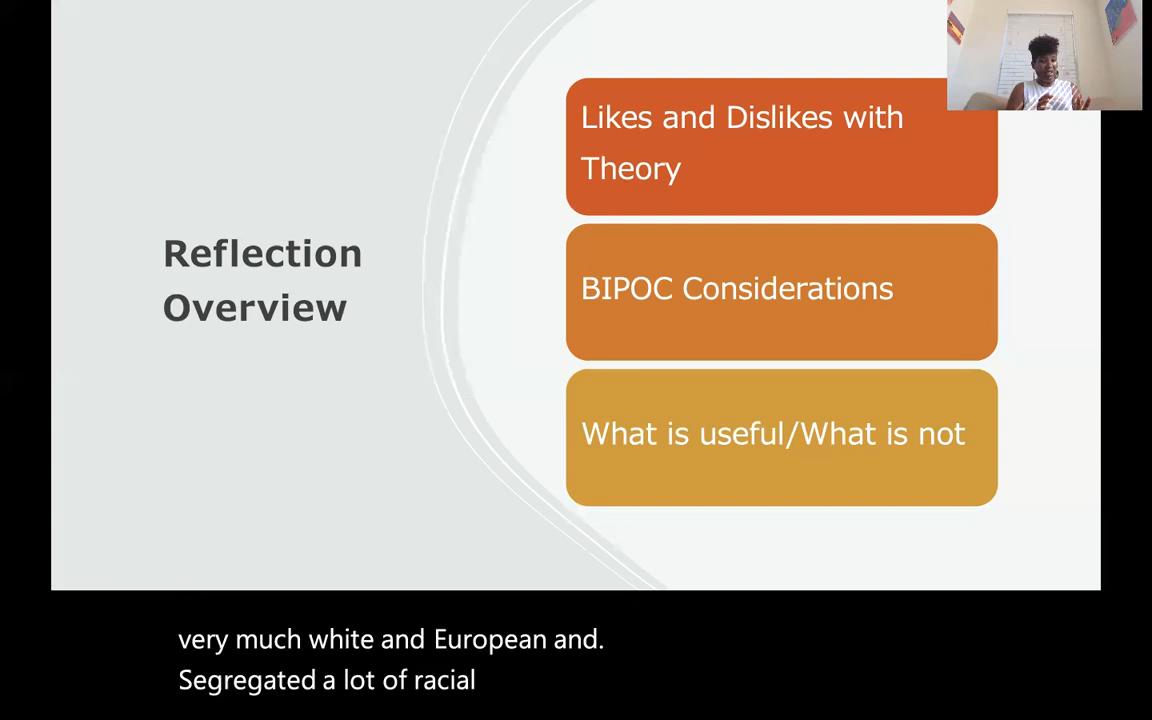 Reflection
Overview
Likes and Dislikes with
Theory
BIPOC Considerations
What is useful/What is not
very much white and European and.
Segregated a lot of racial